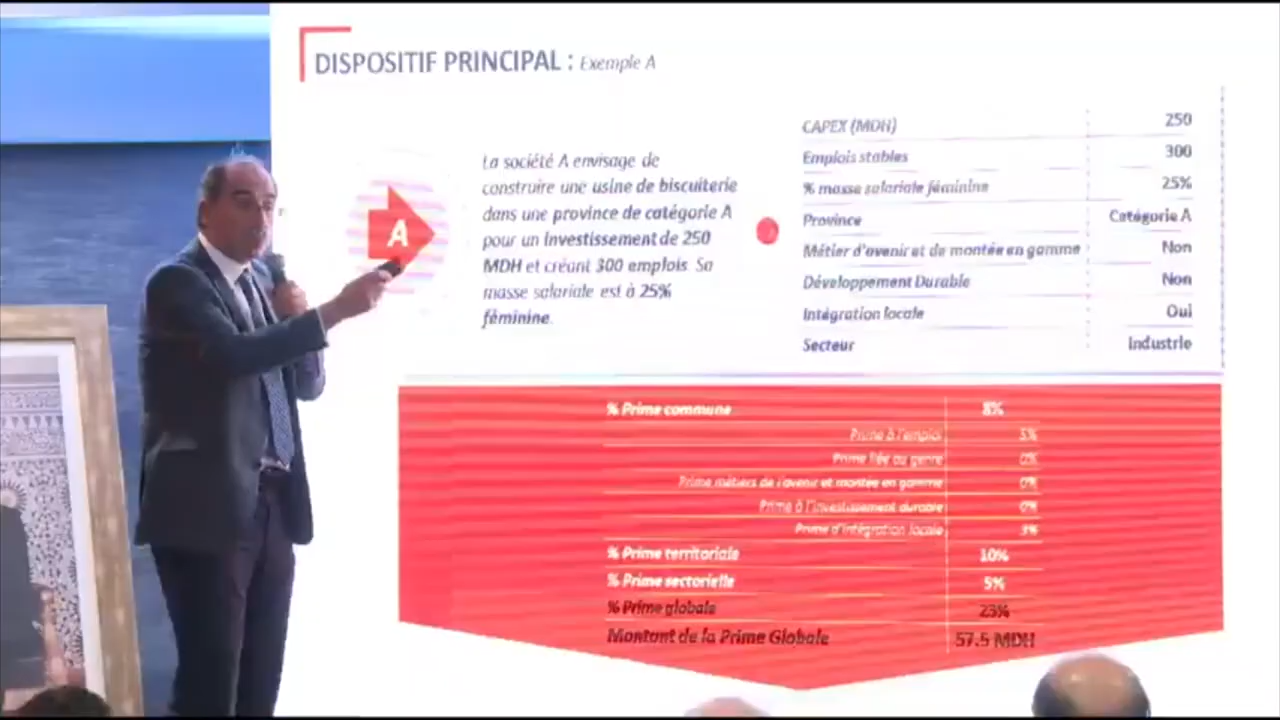 DISPOSITIF PRINCIPAL : Exemple A
La société A envisage de
construire une usine de biscuiterie
dans une province de catégorie A
pour un investissement de 250
MDH et créant 300 emplois. Sa
masse salariale est à 25%
féminine.
A
CAPEX (MDH) 250
Emplois stables 300
% masse salariale féminine 25%
Province Catégorie A
Métier d'avenir et de montée en gamme Non
Développement Durable Non
Intégration locale Oui
Secteur Industrie
% Prime commune 8%
Prime à l'emploi 5%
Prime liée au genre 0%
Prime métiers de l'avenir et montée en gamme 0%
Prime à l'investissement durable 0%
Prime d'intégration locale 3%
% Prime territoriale 10%
% Prime sectorielle 5%
% Prime globale 23%
Montant de la Prime Globale 57.5 MDH